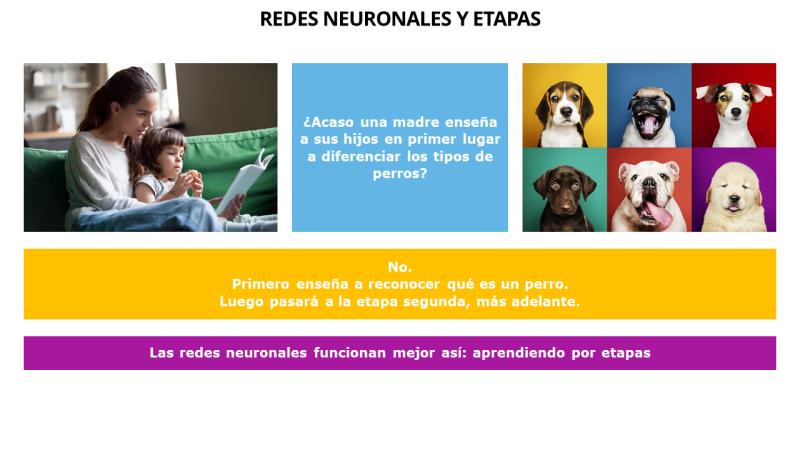 REDES NEURONALES Y ETAPAS
¿Acaso una madre enseña
a sus hijos en primer lugar
a diferenciar los tipos de
perros?
No.
Primero enseña a reconocer qué es un perro.
Luego pasará a la etapa segunda, más adelante.
Las redes neuronales funcionan mejor así: aprendiendo por etapas